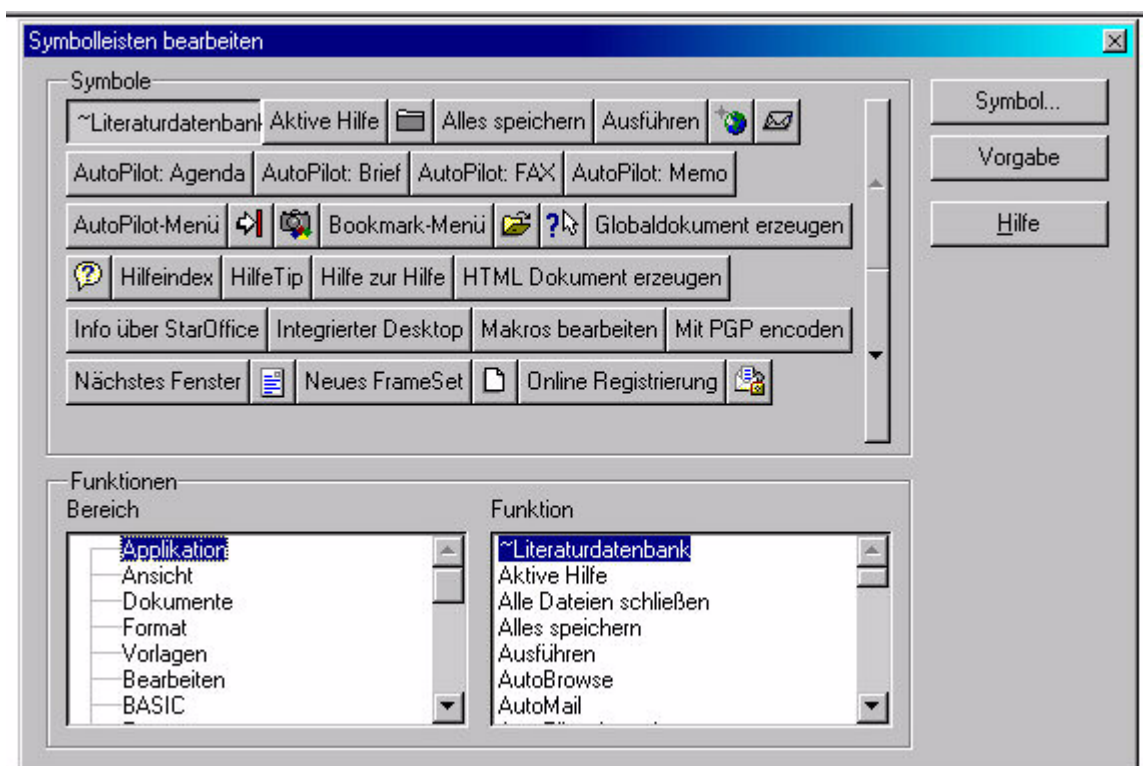 Symbolleisten bearbeiten
Symbole
~Literaturdatenbank Aktive Hilfe Alles speichern Ausführen
AutoPilot: Agenda AutoPilot: Brief AutoPilot: FAX AutoPilot: Memo
AutoPilot-Menü Bookmark-Menü Globaldokument erzeugen
Hilfeindex HilfeTip Hilfe zur Hilfe HTML Dokument erzeugen
Info über StarOffice Integrierter Desktop Makros bearbeiten Mit PGP encoden
Nächstes Fenster Neues FrameSet Online Registrierung
Symbol...
Vorgabe
Hilfe
Funktionen
Bereich
Applikation
Ansicht
Dokumente
Format
Vorlagen
Bearbeiten
BASIC
Funktion
~Literaturdatenbank
Aktive Hilfe
Alle Dateien schließen
Alles speichern
Ausführen
AutoBrowse
AutoMail